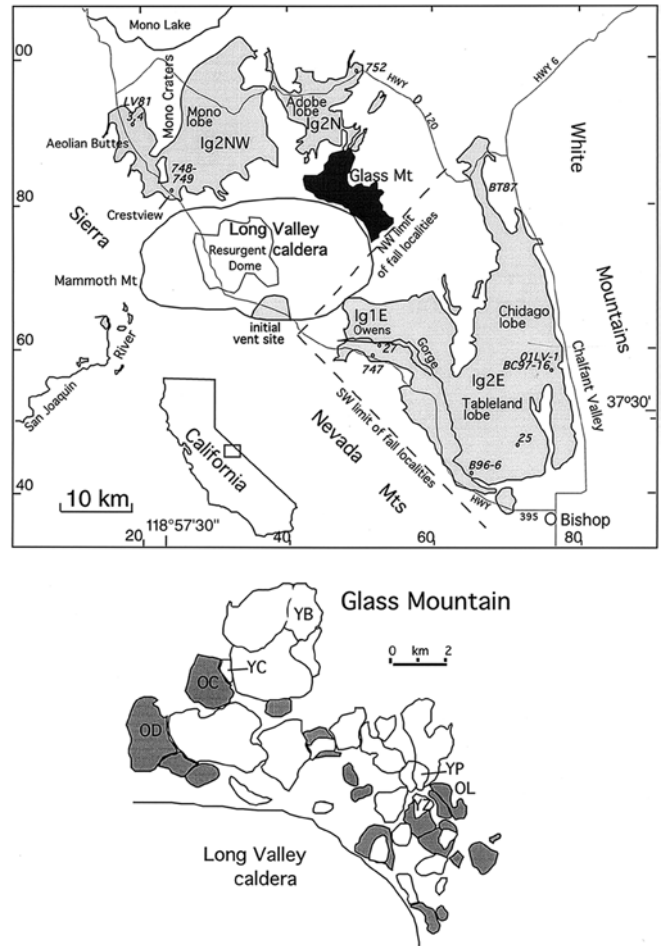 Mono Lake
00
752
HWY
120
HWY 6
Mono Craters
LV81
3,4
Mono
lobe
Adobe
lobe
Ig2N
Ig2NW
Aeolian Buttes
White
748-
749
Glass Mt
BT87
80
Crestview
Sierra
Long Valley
caldera
NW limit
of fall localities
Resurgent
Dome
Mammoth Mt
Mountains
Chidago
lobe
Ig1E
Owens
initial
vent site
60
River
27
Gorge
747
01LV-1
BC97-16
Chalfant Valley
Ig2E
37º30'
San Joaquin
Tableland
lobe
Nevada
SW limit of fall localities
California
25
B96-6
40
Mts
10 km
HWY
395
Bishop
118°57'30"
20
40
60
80
Glass Mountain
YB
0 km 2
YC
OC
OD
YP
OL
YZ
Long Valley
caldera